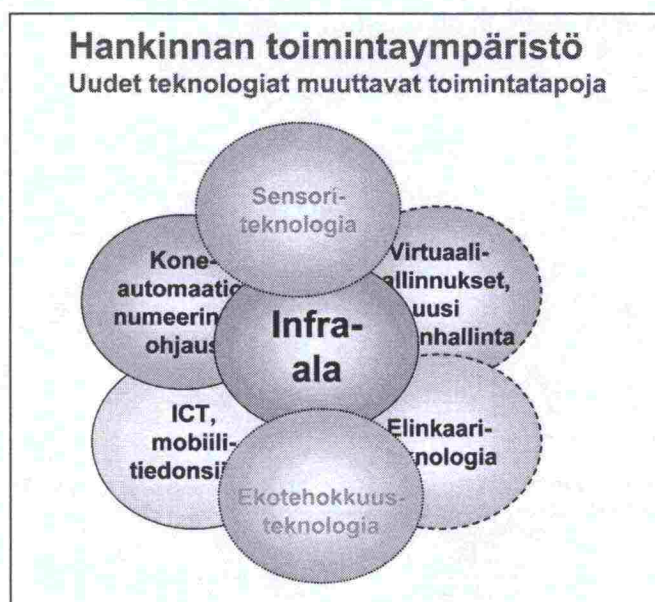 Hankinnan toimintaympäristö
Uudet teknologiat muuttavat toimintatapoja
Sensori-
teknologia
Kone-
automaatio
numeerin
ohjaus
Infra-
ala
Virtuaali-
allinnukset,
uusi
nhallinta
ICT,
mobiili-
tiedonsi
Elinkaari-
knologia
Ekotehokkuus-
teknologia